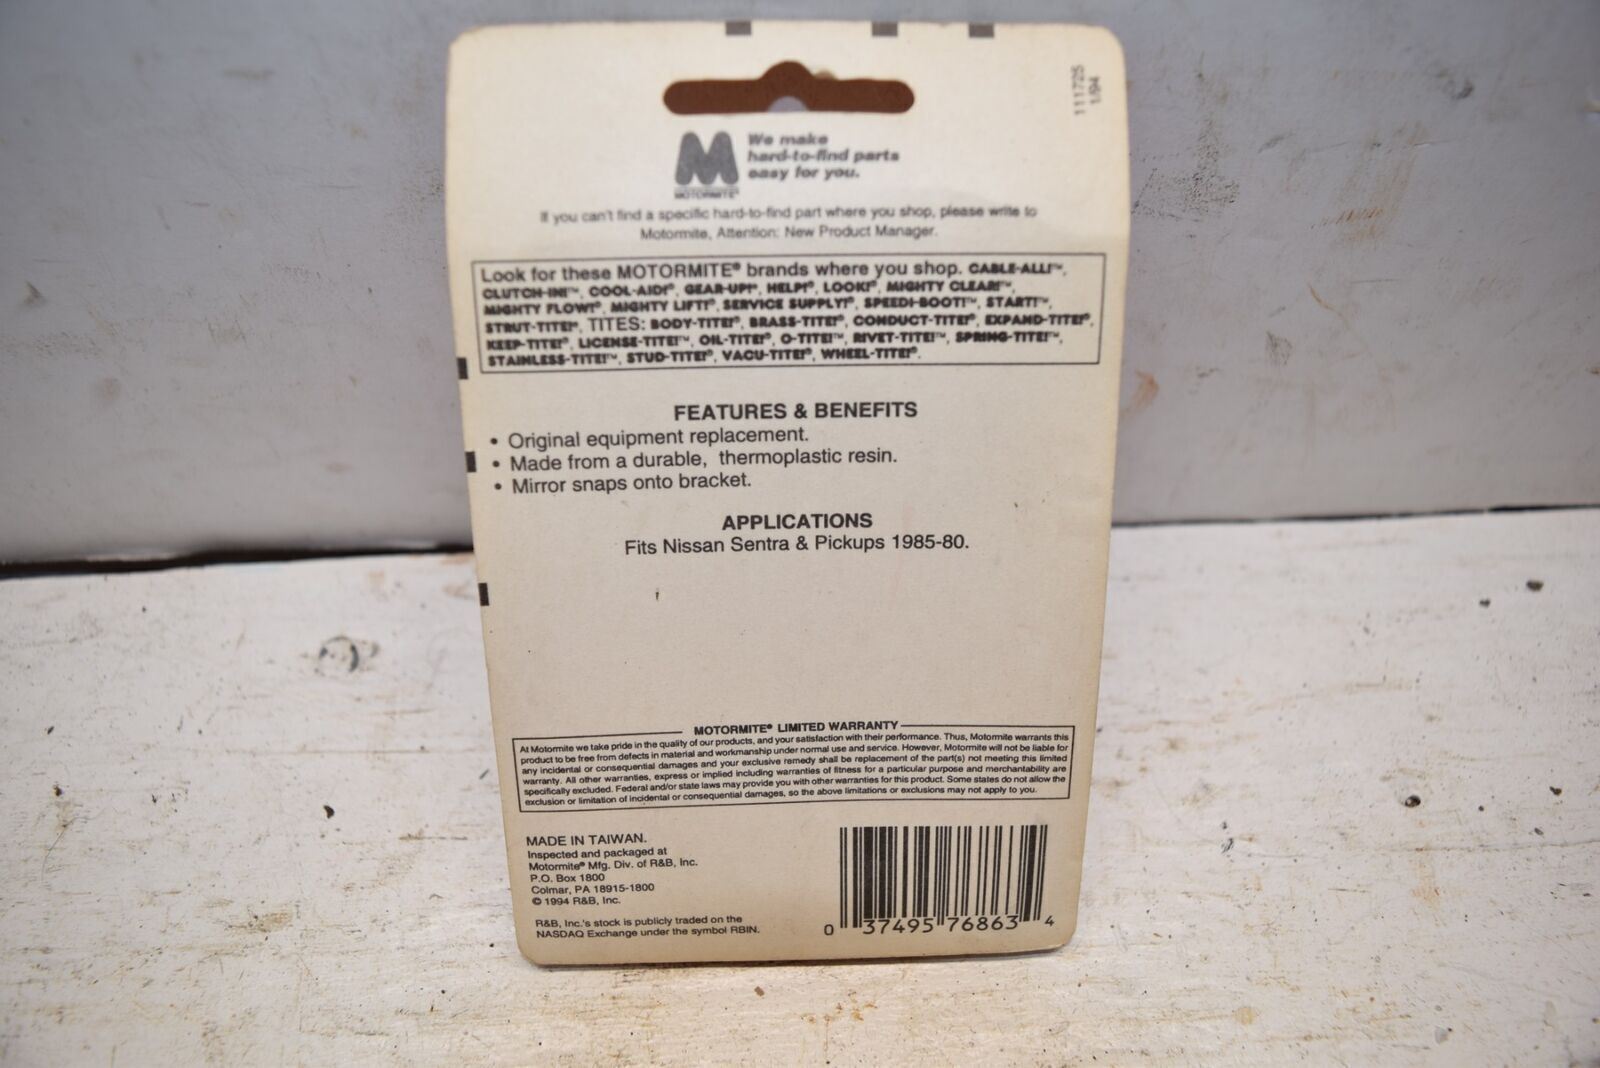 111725
1/94
M
MOTORMITE®
We make
hard-to-find parts
easy for you.
If you can't find a specific hard-to-find part where you shop, please write to
Motormite, Attention: New Product Manager.
Look for these MOTORMITE® brands where you shop. CABLE-ALL!™,
CLUTCH-IN!™, COOL-AID!®, GEAR-UP!®, HELP!®, LOOK!®, MIGHTY CLEAR!™,
MIGHTY FLOW!®, MIGHTY LIFT!®, SERVICE SUPPLY!®, SPEEDI-BOOT!™, START!™,
STRUT-TITE!®, TITES: BODY-TITE!®, BRASS-TITE!®, CONDUCT-TITE!®, EXPAND-TITE!®,
KEEP-TITE!®, LICENSE-TITE!™, OIL-TITE!®, O-TITE!™, RIVET-TITE!™, SPRING-TITE!™,
STAINLESS-TITE!™, STUD-TITE!®, VACU-TITE!®, WHEEL-TITE!®.
FEATURES & BENEFITS
• Original equipment replacement.
• Made from a durable, thermoplastic resin.
• Mirror snaps onto bracket.
APPLICATIONS
Fits Nissan Sentra & Pickups 1985-80.
MOTORMITE® LIMITED WARRANTY
At Motormite we take pride in the quality of our products, and your satisfaction with their performance. Thus, Motormite warrants this
product to be free from defects in material and workmanship under normal use and service. However, Motormite will not be liable for
any incidental or consequential damages and your exclusive remedy shall be replacement of the part(s) not meeting this limited
warranty. All other warranties, express or implied including warranties of fitness for a particular purpose and merchantability are
specifically excluded. Federal and/or state laws may provide you with other warranties for this product. Some states do not allow the
exclusion or limitation of incidental or consequential damages, so the above limitations or exclusions may not apply to you.
MADE IN TAIWAN.
Inspected and packaged at
Motormite® Mfg. Div. of R&B, Inc.
P.O. Box 1800
Colmar, PA 18915-1800
© 1994 R&B, Inc.
R&B, Inc.'s stock is publicly traded on the
NASDAQ Exchange under the symbol RBIN.
0 37495 76863 4